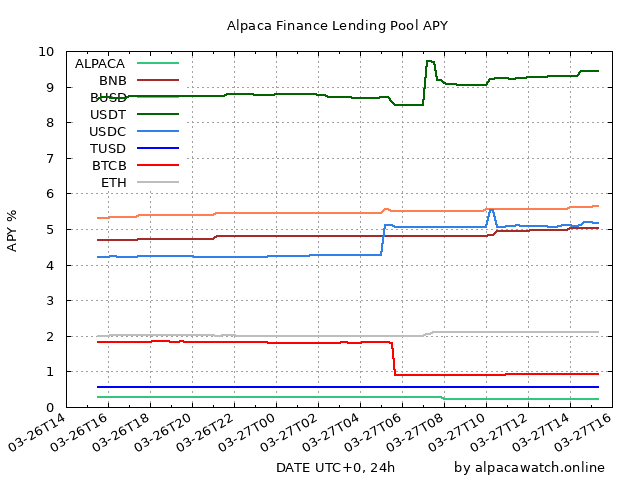 Alpaca Finance Lending Pool APY
APY %
10
9
8
7
6
5
4
3
2
1
0
ALPACA
BNB
BUSD
USDT
USDC
TUSD
BTCB
ETH
03-26T14
03-26T16
03-26T18
03-26T20
03-26T22
03-27T00
03-27T02
03-27T04
03-27T06
03-27T08
03-27T10
03-27T12
03-27T14
03-27T16
DATE UTC+0, 24h
by alpacawatch.online